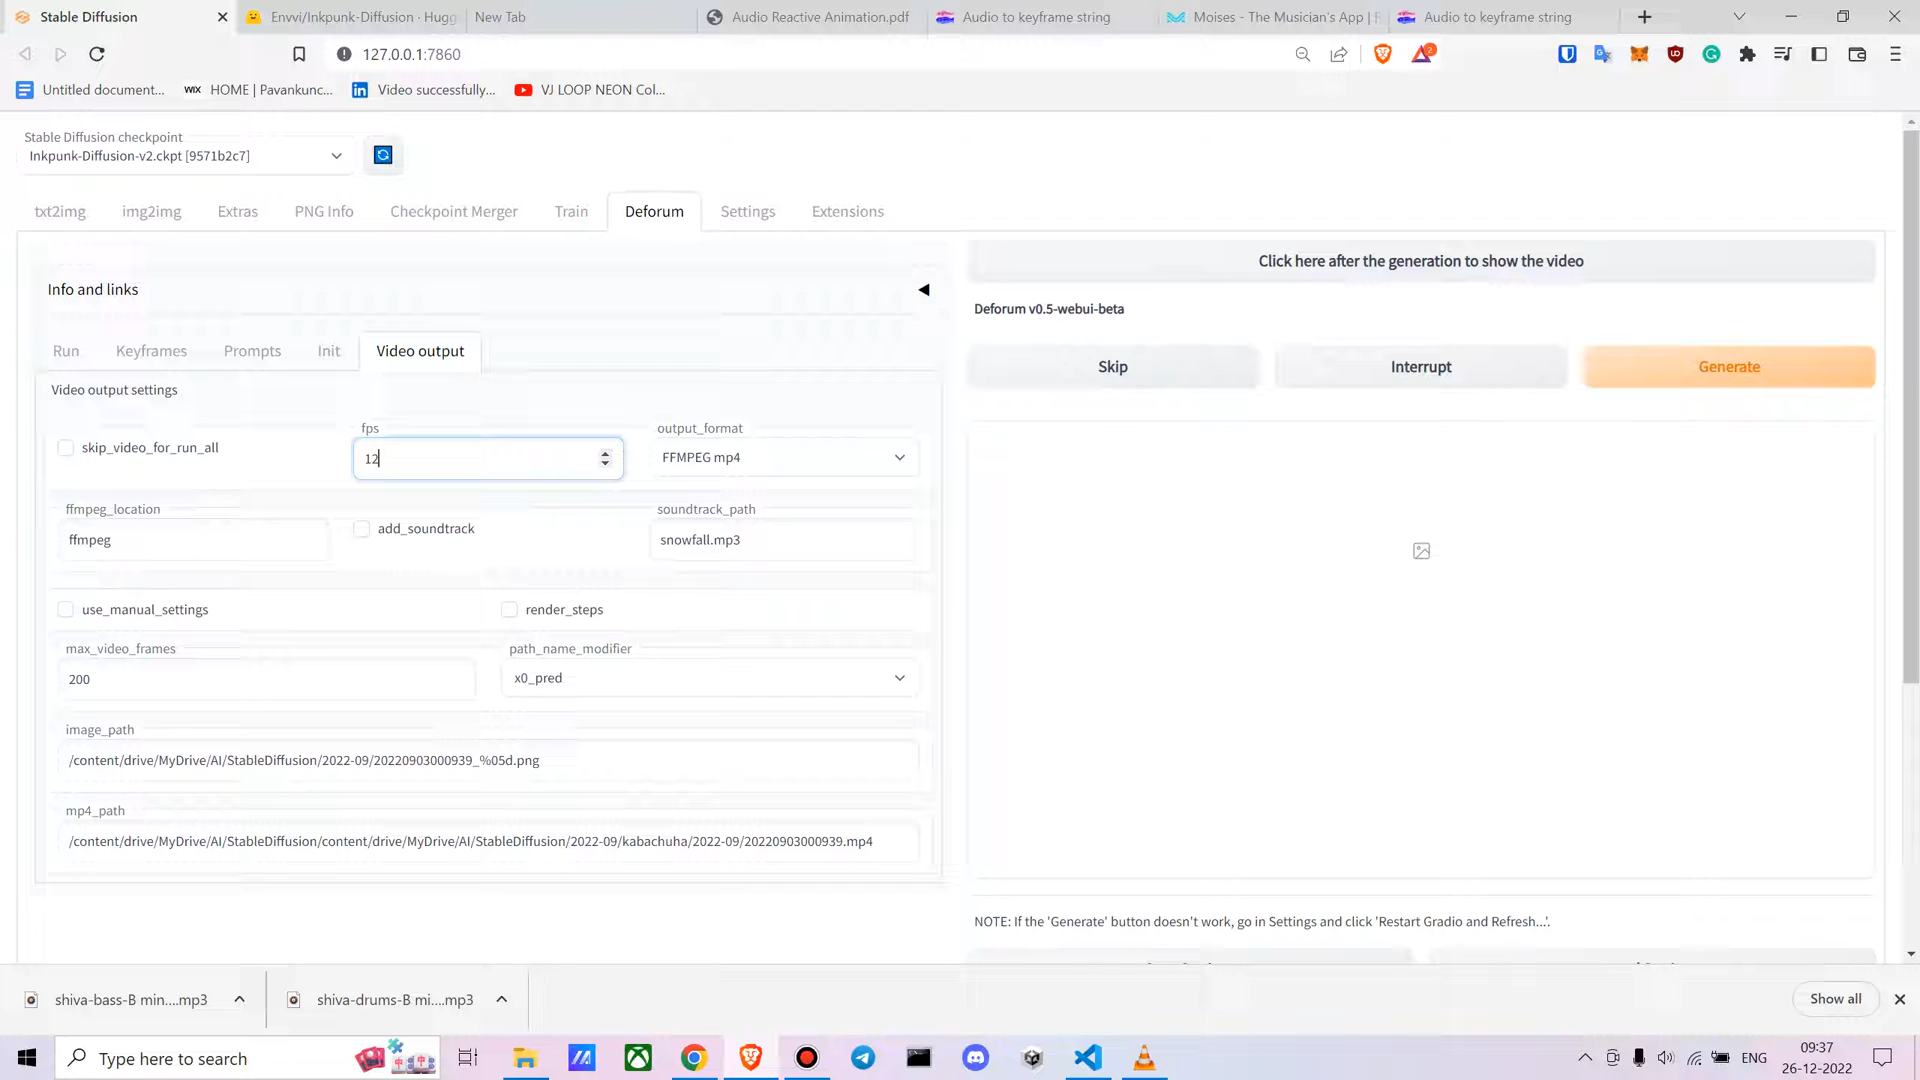 Stable Diffusion
Envvi/Inkpunk-Diffusion · Hugg
New Tab
Audio Reactive Animation.pdf
Audio to keyframe string
Moises - The Musician's App | F
Audio to keyframe string
127.0.0.1:7860
2
Untitled document...
WIX HOME | Pavankunc...
Video successfully...
VJ LOOP NEON Col...
Stable Diffusion checkpoint
Inkpunk-Diffusion-v2.ckpt [9571b2c7]
txt2img
img2img
Extras
PNG Info
Checkpoint Merger
Train
Deforum
Settings
Extensions
Click here after the generation to show the video
Info and links
Deforum v0.5-webui-beta
Run
Keyframes
Prompts
Init
Video output
Skip
Interrupt
Generate
Video output settings
skip_video_for_run_all
fps
12
output_format
FFMPEG mp4
ffmpeg_location
ffmpeg
add_soundtrack
soundtrack_path
snowfall.mp3
use_manual_settings
render_steps
max_video_frames
200
path_name_modifier
x0_pred
image_path
/content/drive/MyDrive/AI/StableDiffusion/2022-09/20220903000939_%05d.png
mp4_path
/content/drive/MyDrive/AI/StableDiffusion/content/drive/MyDrive/AI/StableDiffusion/2022-09/kabachuha/2022-09/20220903000939.mp4
NOTE: If the 'Generate' button doesn't work, go in Settings and click 'Restart Gradio and Refresh...'.
shiva-bass-B min....mp3
shiva-drums-B mi....mp3
Show all
Type here to search
ENG
09:37
26-12-2022